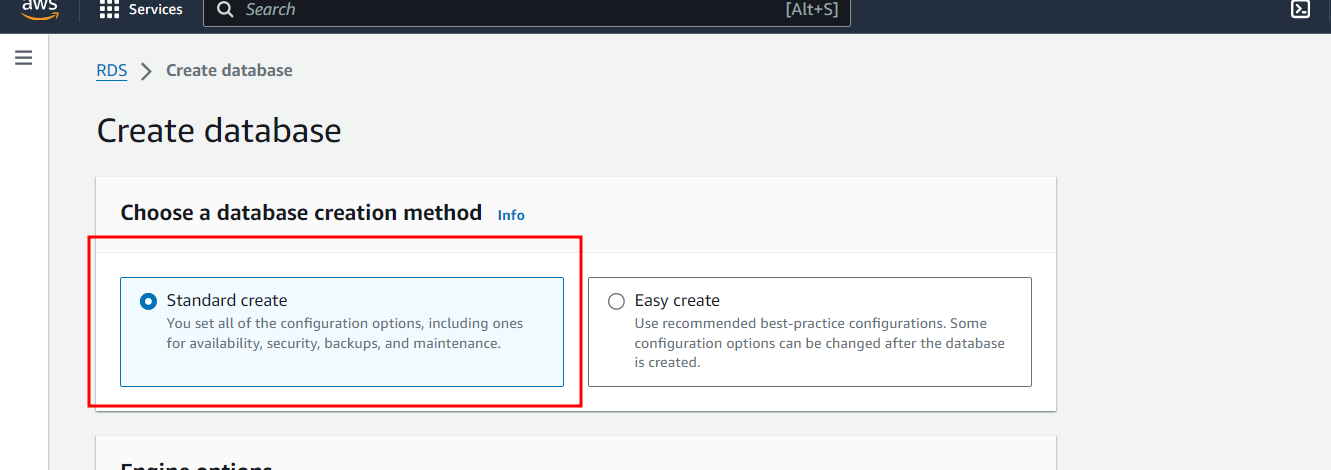 aws
Services
Search
[Alt+S]
RDS
Create database
Create database
Choose a database creation method Info
Standard create
You set all of the configuration options, including ones
for availability, security, backups, and maintenance.
Easy create
Use recommended best-practice configurations. Some
configuration options can be changed after the database
is created.
Engine options